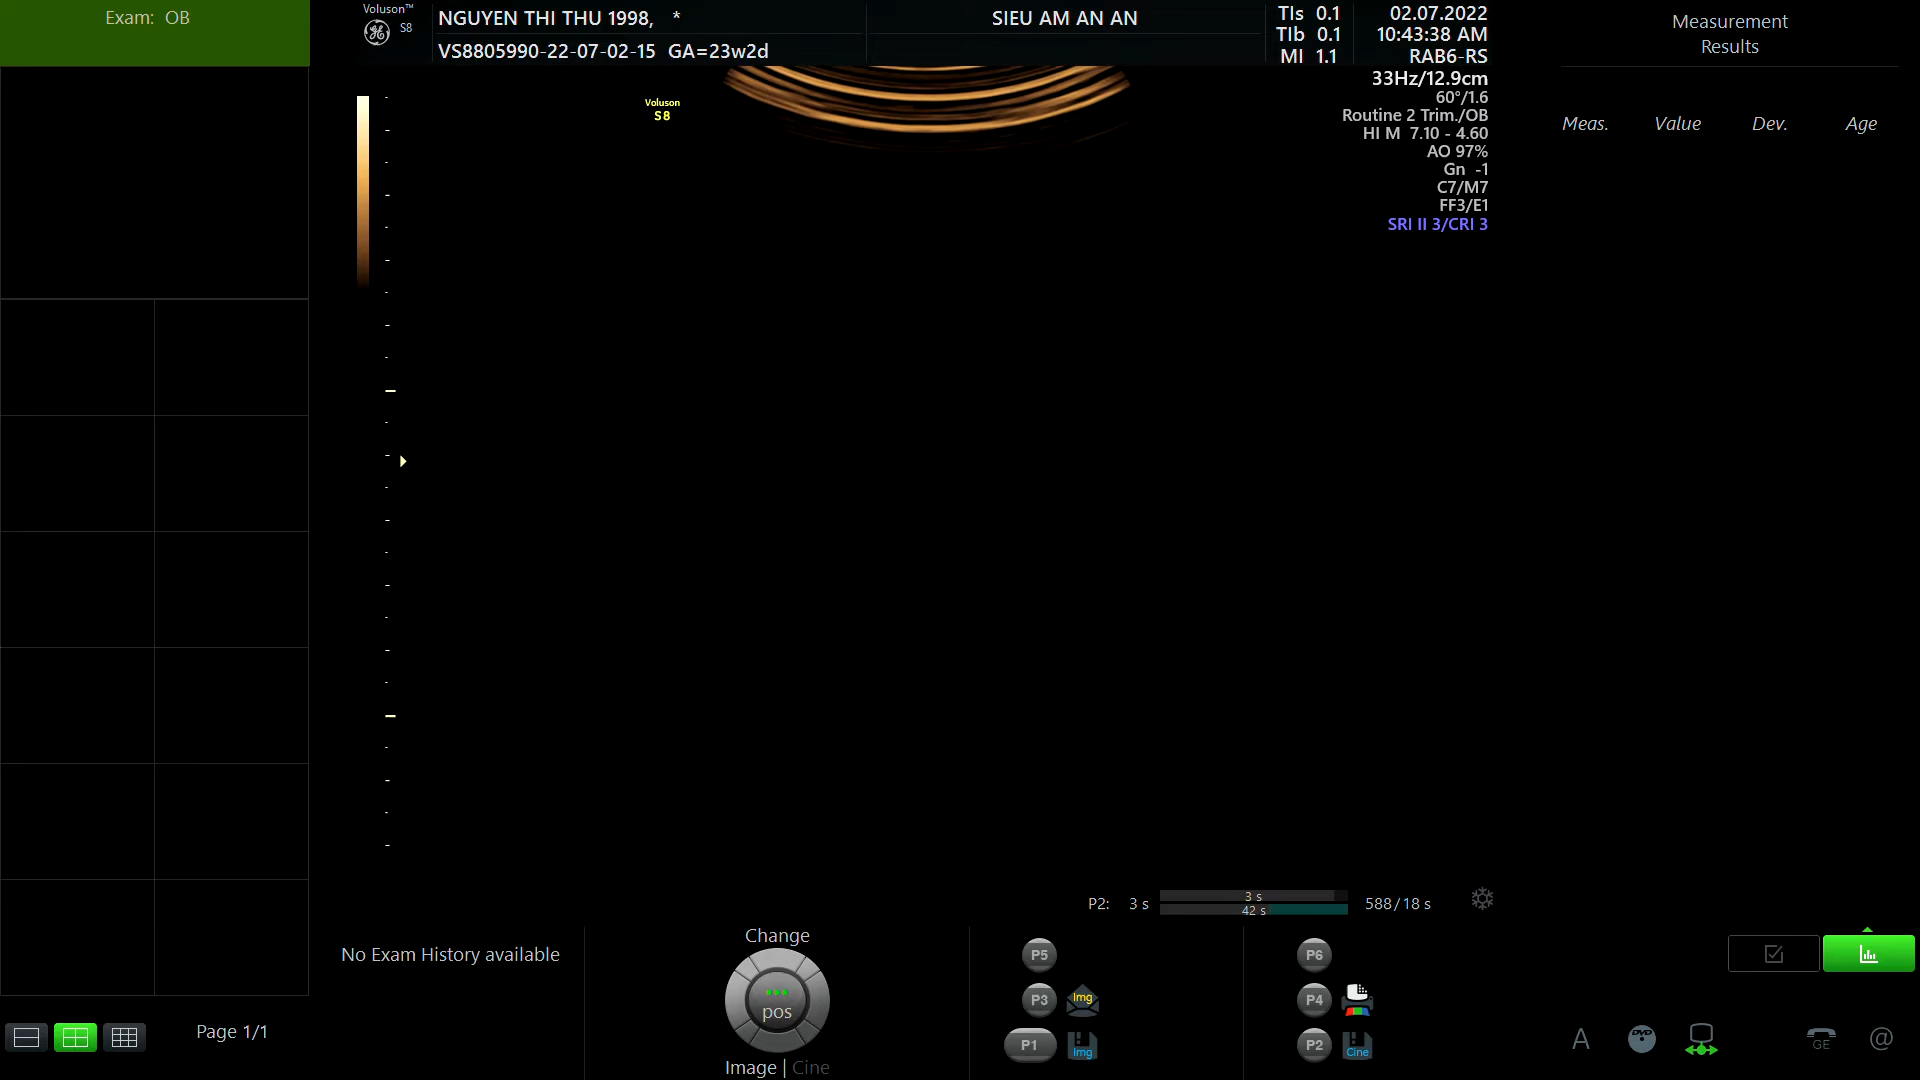 Exam: OB
Voluson™
S8
NGUYEN THI THU 1998, *
VS8805990-22-07-02-15 GA=23w2d
SIEU AM AN AN
TIs 0.1
TIb 0.1
MI 1.1
02.07.2022
10:43:38 AM
RAB6-RS
33Hz/12.9cm
60°/1.6
Routine 2 Trim./OB
HI M 7.10 - 4.60
AO 97%
Gn -1
C7/M7
FF3/E1
SRI II 3/CRI 3
Voluson
S8
Measurement
Results
Meas. Value Dev. Age
P2: 3 s
3 s
42 s
588/18 s
No Exam History available
Change
pos
Image | Cine
P5
P3 Img
P1 Img
P6
P4
P2 Cine
Page 1/1
A
DVD
GE
@